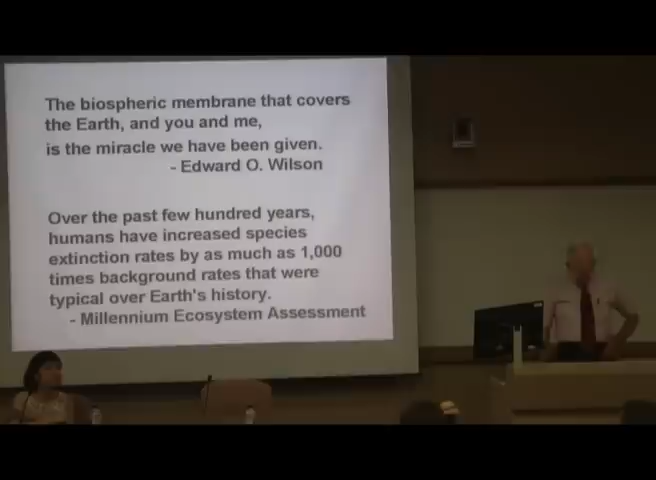 The biospheric membrane that covers
the Earth, and you and me,
is the miracle we have been given.
- Edward O. Wilson
Over the past few hundred years,
humans have increased species
extinction rates by as much as 1,000
times background rates that were
typical over Earth's history.
- Millennium Ecosystem Assessment